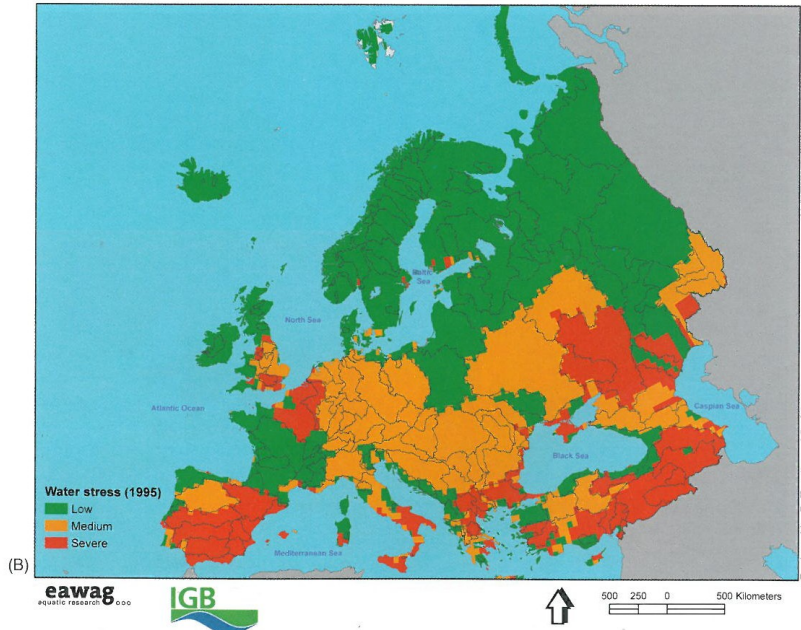 North Sea
Baltic
Sea
Atlantic Ocean
Caspian Sea
Black Sea
Mediterranean Sea
Water stress (1995)
Low
Medium
Severe
(B)
eawag
aquatic research ooo
IGB
500 250 0 500 Kilometers